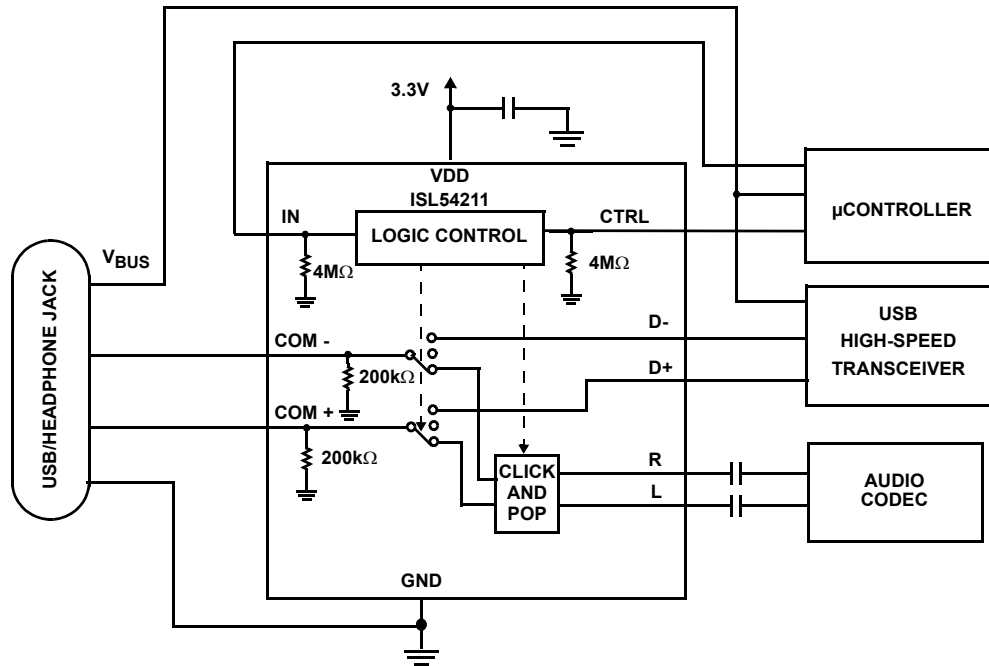 3.3V
VDD
ISL54211
IN
LOGIC CONTROL
CTRL
µCONTROLLER
4MΩ
4MΩ
VBUS
USB/HEADPHONE JACK
COM -
200kΩ
COM +
200kΩ
D-
D+
USB
HIGH-SPEED
TRANSCEIVER
CLICK
AND
POP
R
L
AUDIO
CODEC
GND